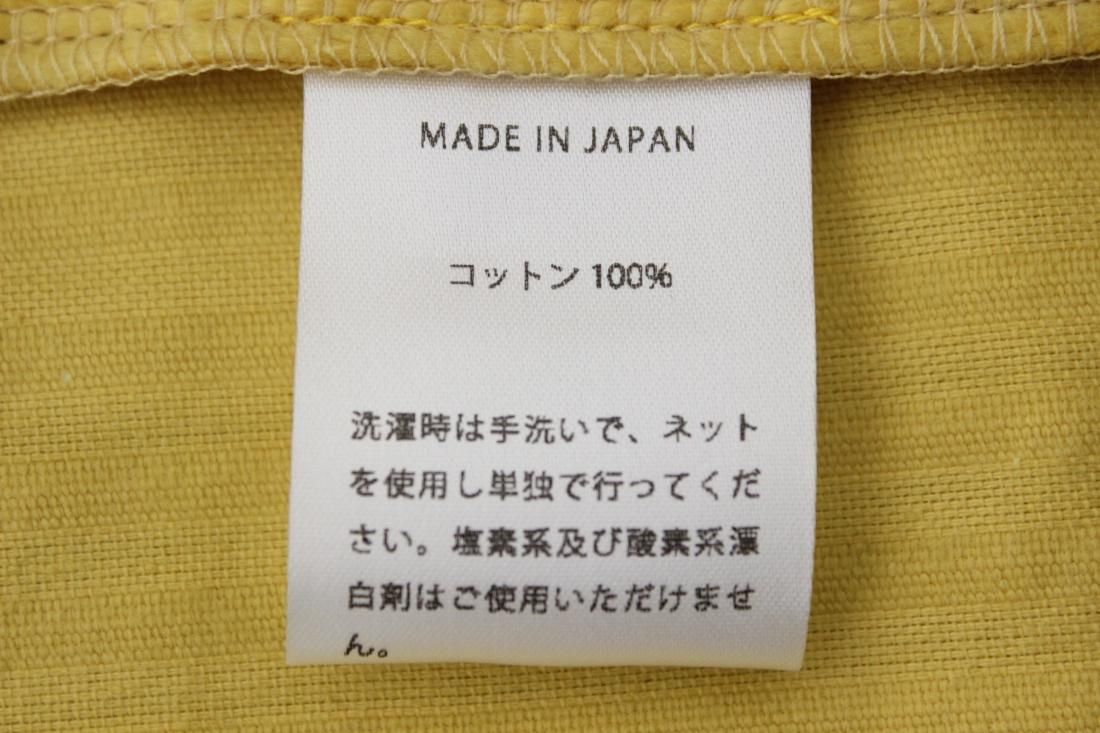 MADE IN JAPAN
コットン 100%
洗濯時は手洗いで、ネット
を使用し単独で行ってくだ
さい。塩素系及び酸素系漂
白剤はご使用いただけませ
ん。